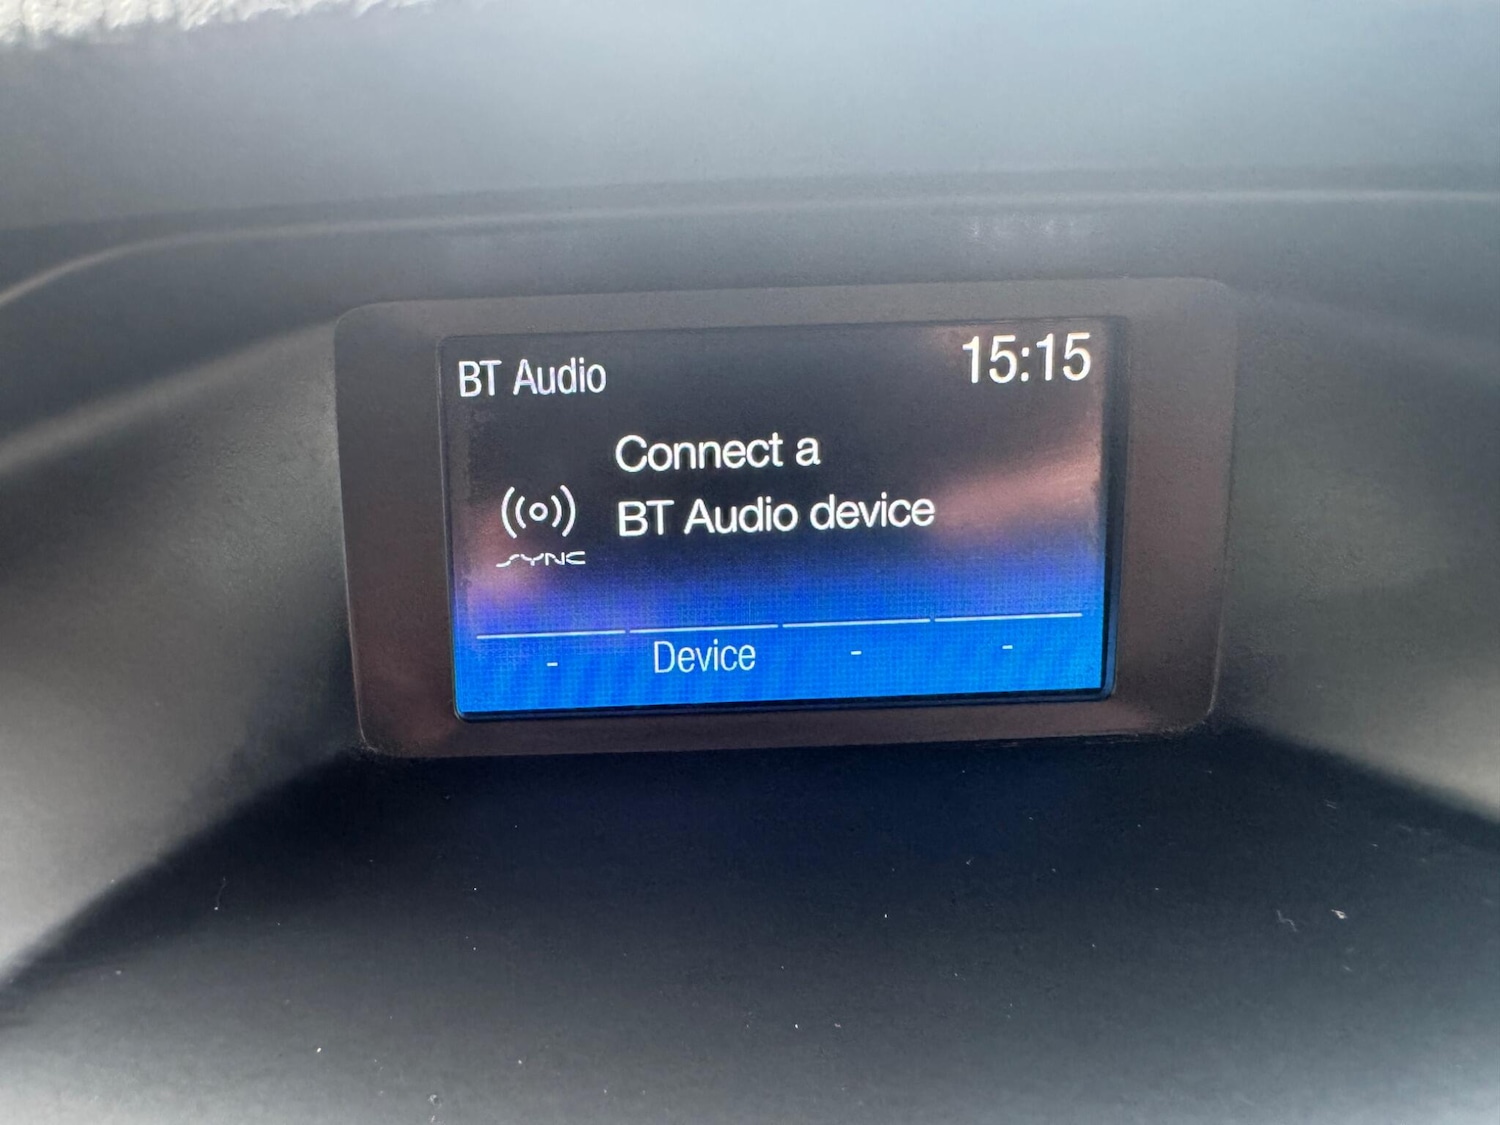 BT Audio
15:15
Connect a
BT Audio device
SYNC
- Device - -